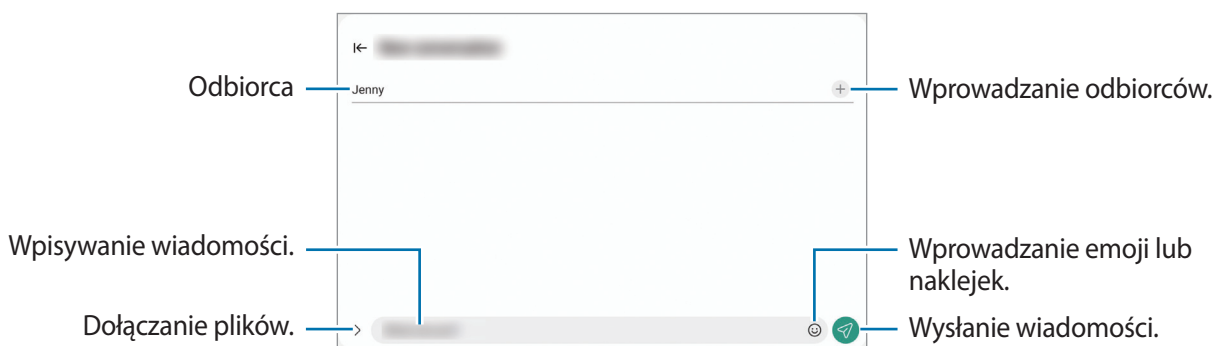 Odbiorca
Jenny
Wprowadzanie odbiorców.
Wpisywanie wiadomości.
Wprowadzanie emoji lub
naklejek.
Dołączanie plików.
Wysłanie wiadomości.